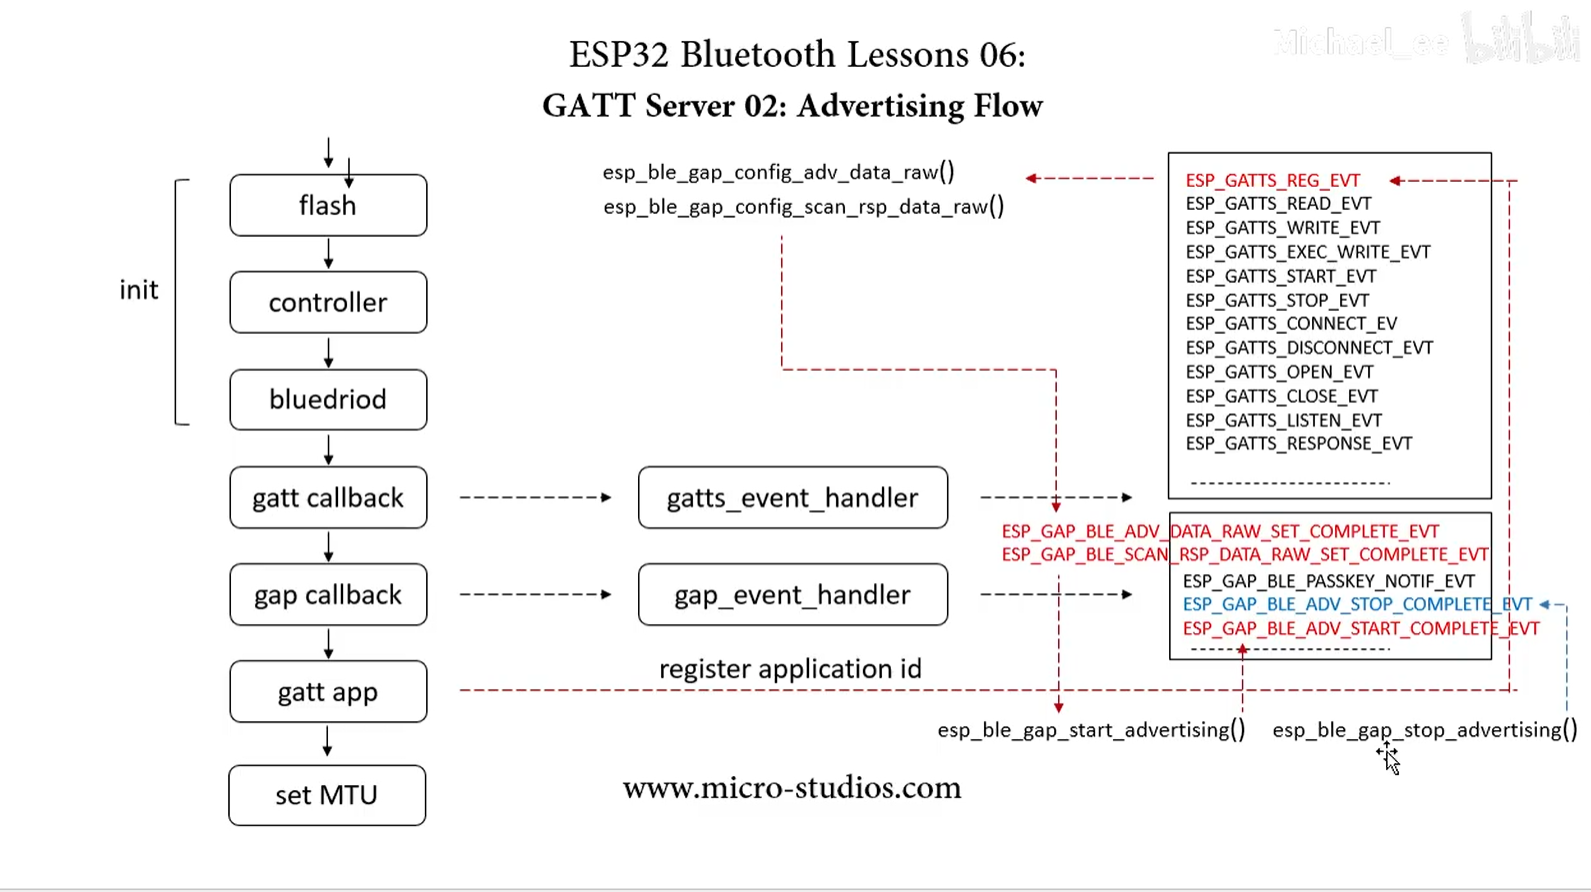 Michael_ee bilibili
ESP32 Bluetooth Lessons 06:
GATT Server 02: Advertising Flow
init
flash
controller
bluedriod
gatt callback
gap callback
gatt app
set MTU
esp_ble_gap_config_adv_data_raw()
esp_ble_gap_config_scan_rsp_data_raw()
gatts_event_handler
gap_event_handler
register application id
ESP_GATTS_REG_EVT
ESP_GATTS_READ_EVT
ESP_GATTS_WRITE_EVT
ESP_GATTS_EXEC_WRITE_EVT
ESP_GATTS_START_EVT
ESP_GATTS_STOP_EVT
ESP_GATTS_CONNECT_EV
ESP_GATTS_DISCONNECT_EVT
ESP_GATTS_OPEN_EVT
ESP_GATTS_CLOSE_EVT
ESP_GATTS_LISTEN_EVT
ESP_GATTS_RESPONSE_EVT
ESP_GAP_BLE_ADV_DATA_RAW_SET_COMPLETE_EVT
ESP_GAP_BLE_SCAN_RSP_DATA_RAW_SET_COMPLETE_EVT
ESP_GAP_BLE_PASSKEY_NOTIF_EVT
ESP_GAP_BLE_ADV_STOP_COMPLETE_EVT
ESP_GAP_BLE_ADV_START_COMPLETE_EVT
esp_ble_gap_start_advertising()
esp_ble_gap_stop_advertising()
www.micro-studios.com